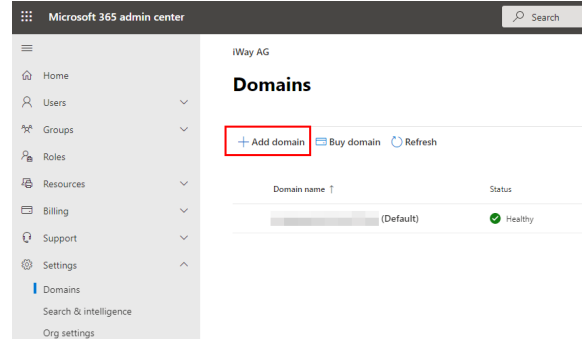 Microsoft 365 admin center
Search
iWay AG
Home
Domains
Users
Groups
Add domain Buy domain Refresh
Roles
Resources
Domain name ↑ Status
Billing
(Default) Healthy
Support
Settings
Domains
Search & intelligence
Org settings